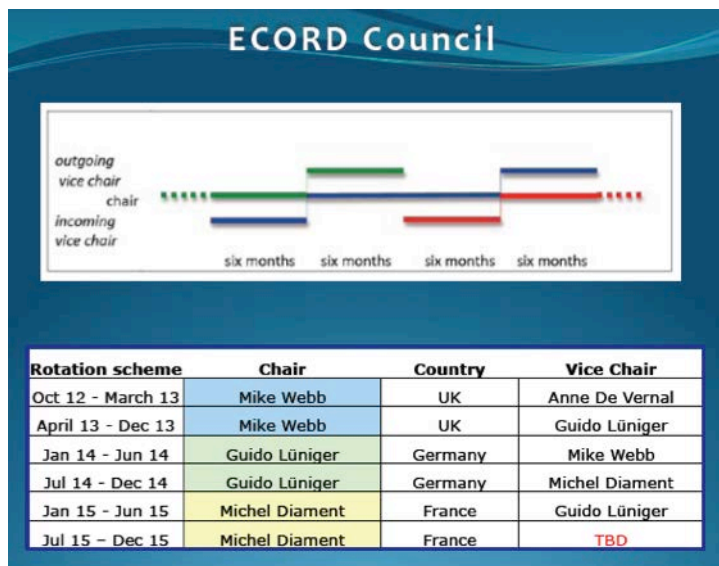 ECORD Council
outgoing
vice chair
chair
incoming
vice chair
six months six months six months six months
Rotation scheme Chair Country Vice Chair
Oct 12 - March 13 Mike Webb UK Anne De Vernal
April 13 - Dec 13 Mike Webb UK Guido Lüniger
Jan 14 - Jun 14 Guido Lüniger Germany Mike Webb
Jul 14 - Dec 14 Guido Lüniger Germany Michel Diament
Jan 15 - Jun 15 Michel Diament France Guido Lüniger
Jul 15 – Dec 15 Michel Diament France TBD